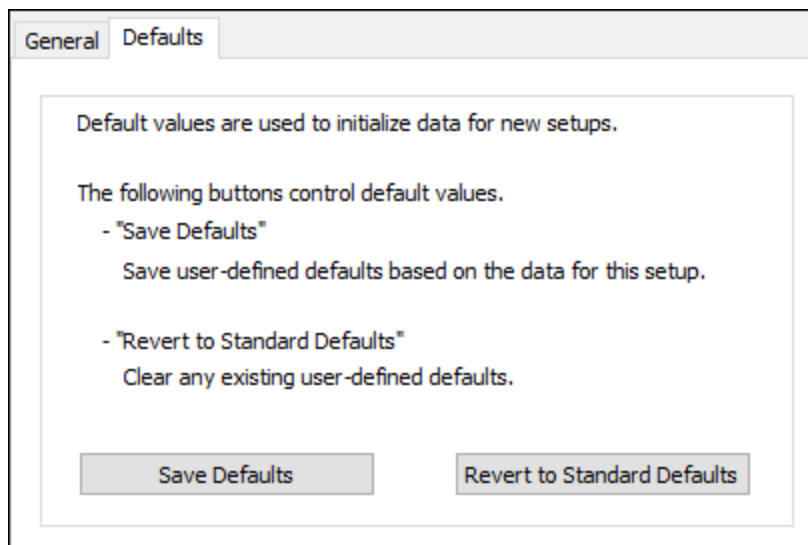 General Defaults
Default values are used to initialize data for new setups.
The following buttons control default values.
- "Save Defaults"
Save user-defined defaults based on the data for this setup.
- "Revert to Standard Defaults"
Clear any existing user-defined defaults.
Save Defaults Revert to Standard Defaults